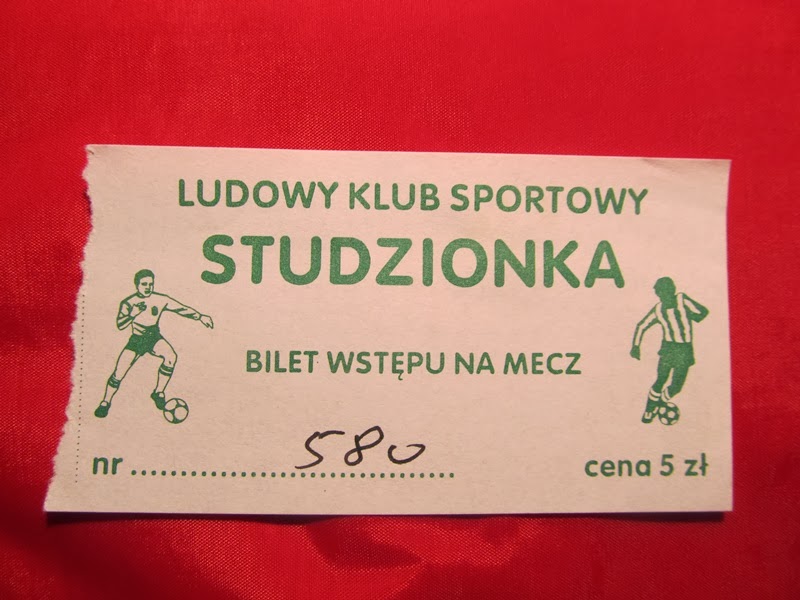 LUDOWY KLUB SPORTOWY
STUDZIONKA
BILET WSTĘPU NA MECZ
nr .................580.... cena 5 zł